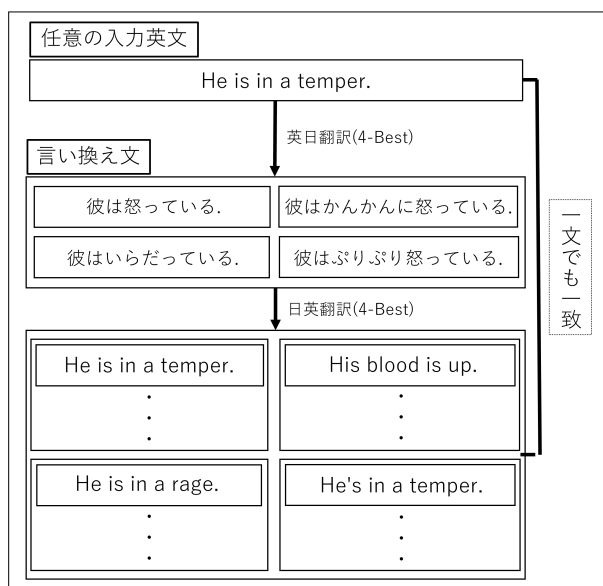 任意の入力英文
He is in a temper.
英日翻訳(4-Best)
言い換え文
彼は怒っている.
彼はかんかんに怒っている.
彼はいらだっている.
彼はぷりぷり怒っている.
日英翻訳(4-Best)
He is in a temper.
His blood is up.
He is in a rage.
He's in a temper.
一文でも一致